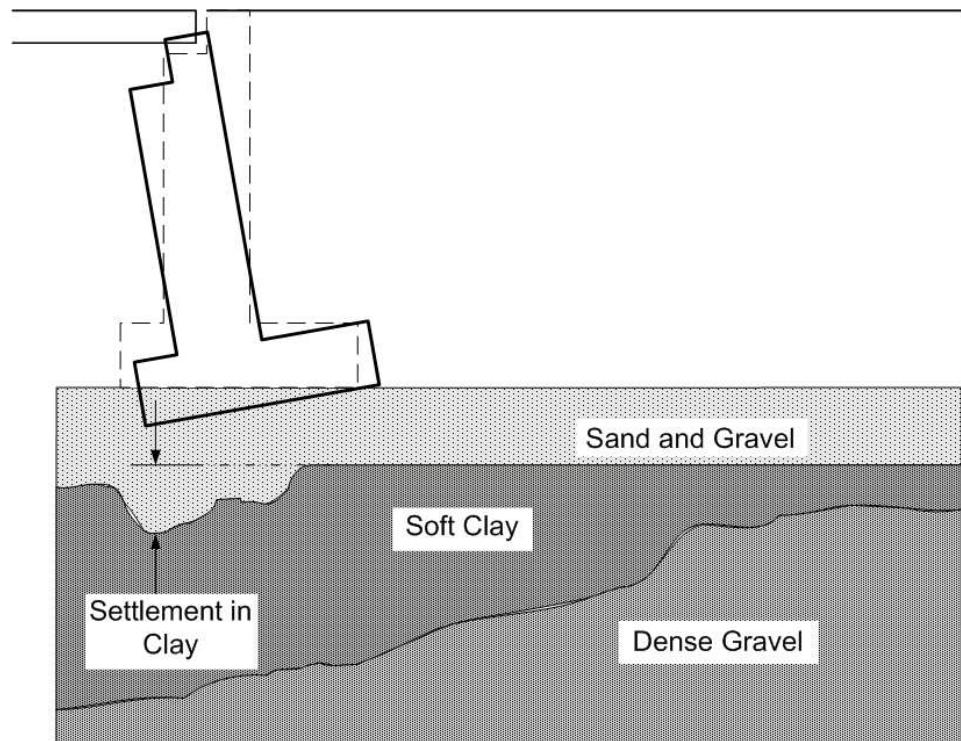 Sand and Gravel
Soft Clay
Settlement in
Clay
Dense Gravel